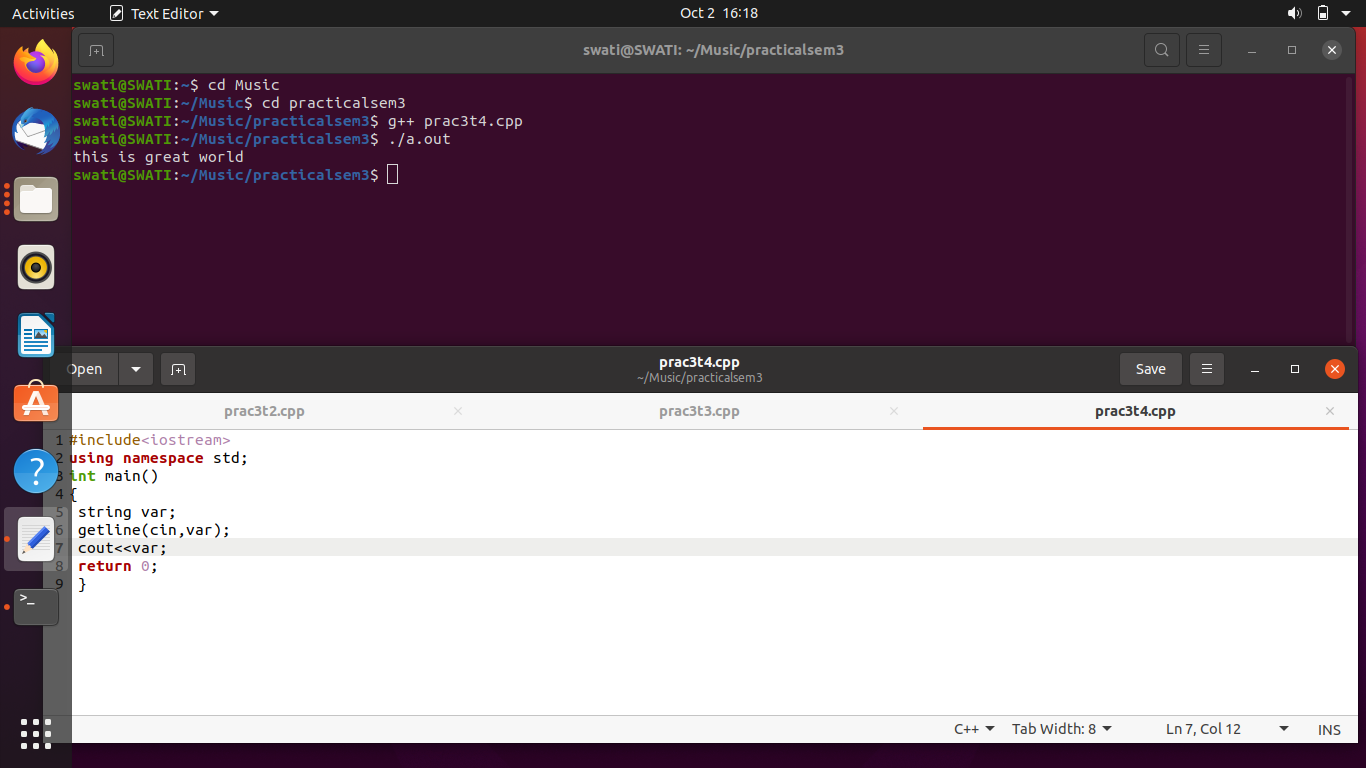 Activities Text Editor Oct 2 16:18
swati@SWATI: ~/Music/practicalsem3
swati@SWATI:~$ cd Music
swati@SWATI:~/Music$ cd practicalsem3
swati@SWATI:~/Music/practicalsem3$ g++ prac3t4.cpp
swati@SWATI:~/Music/practicalsem3$ ./a.out
this is great world
swati@SWATI:~/Music/practicalsem3$
Open prac3t4.cpp Save
~/Music/practicalsem3
prac3t2.cpp prac3t3.cpp prac3t4.cpp
1 #include<iostream>
2 using namespace std;
3 int main()
4 {
5 string var;
6 getline(cin,var);
7 cout<<var;
8 return 0;
9 }
C++ Tab Width: 8 Ln 7, Col 12 INS